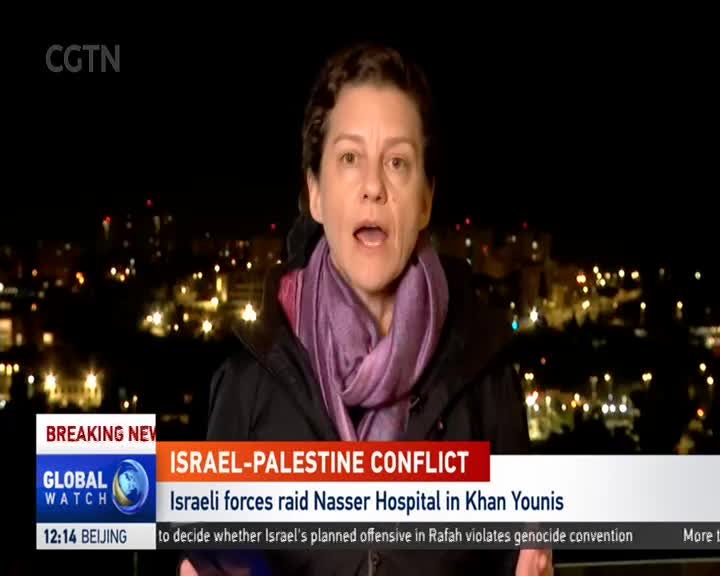 CGTN
BREAKING NEW
ISRAEL-PALESTINE CONFLICT
GLOBAL
WATCH
Israeli forces raid Nasser Hospital in Khan Younis
12:14 BEIJING
to decide whether Israel's planned offensive in Rafah violates genocide convention
More t